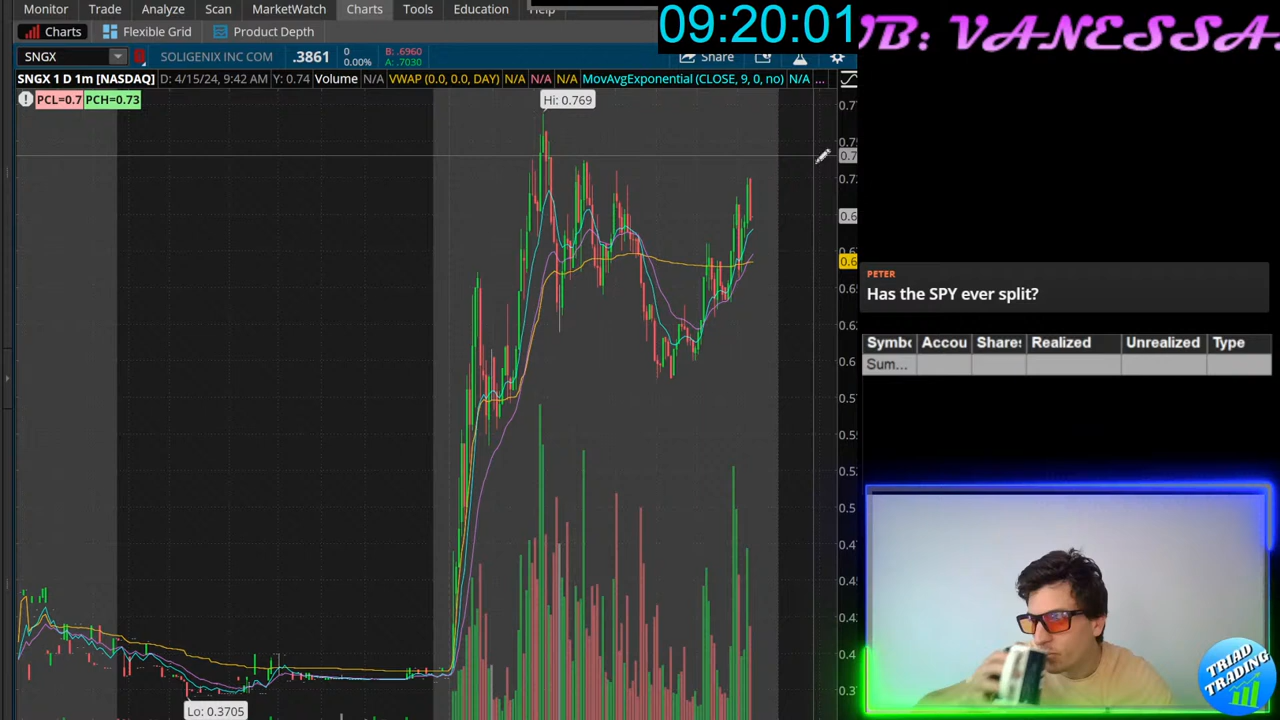 Monitor Trade Analyze Scan MarketWatch Charts Tools Education Help
09:20:01
VANESSA
Charts Flexible Grid Product Depth
SNGX SOLIGENIX INC COM .3861 0 0.00% B: .6960 A: .7030 Share
SNGX 1 D 1m [NASDAQ] D: 4/15/24, 9:42 AM Y: 0.74 Volume N/A VWAP (0.0, 0.0, DAY) N/A N/A N/A MovAvgExponential (CLOSE, 9, 0, no) N/A ...
PCL=0.7 PCH=0.73
Hi: 0.769
PETER
Has the SPY ever split?
Symbc Accou Shares Realized Unrealized Type
Sum...
Lo: 0.3705
TRIAD
TRADING